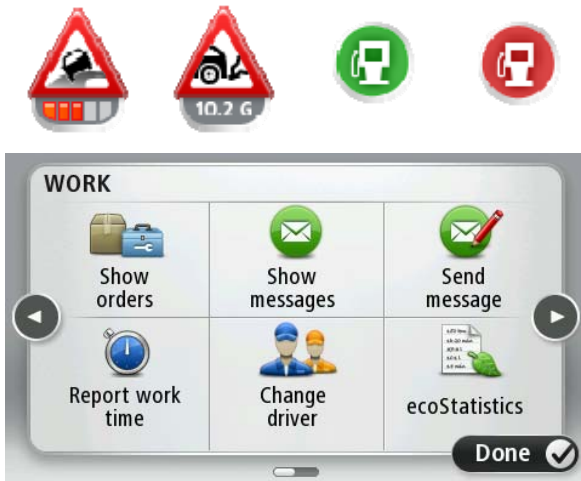 10.2 G
WORK
Show
orders
Show
messages
Send
message
Report work
time
Change
driver
ecoStatistics
Done